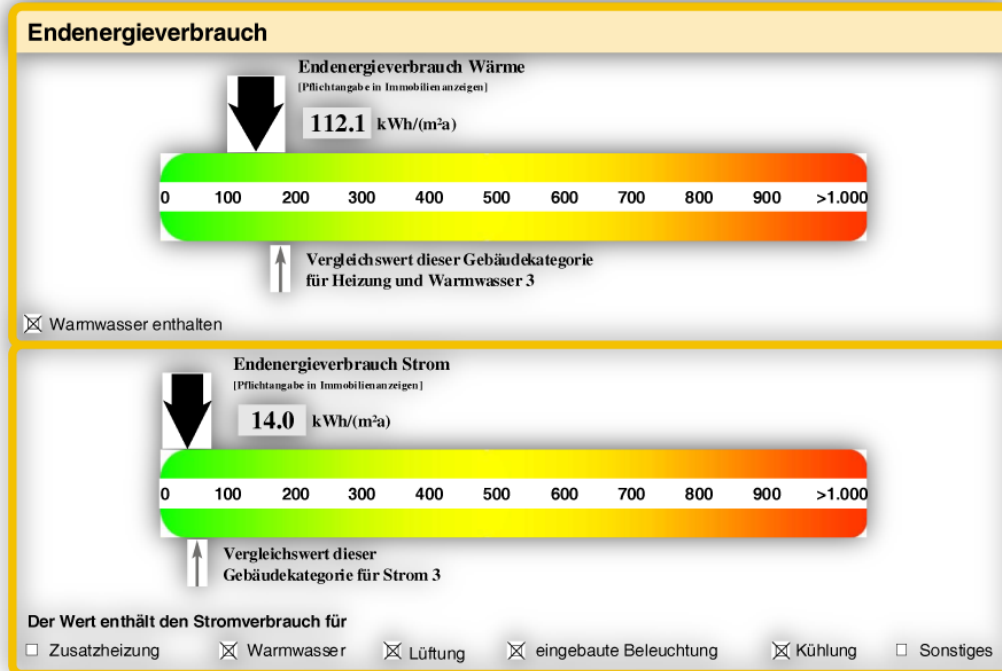 Endenergieverbrauch
Endenergieverbrauch Wärme
[Pflichtangabe in Immobilienanzeigen]
112.1 kWh/(m²a)
0 100 200 300 400 500 600 700 800 900 >1.000
Vergleichswert dieser Gebäudekategorie
für Heizung und Warmwasser 3
Warmwasser enthalten
Endenergieverbrauch Strom
[Pflichtangabe in Immobilienanzeigen]
14.0 kWh/(m²a)
0 100 200 300 400 500 600 700 800 900 >1.000
Vergleichswert dieser
Gebäudekategorie für Strom 3
Der Wert enthält den Stromverbrauch für
Zusatzheizung Warmwasser Lüftung eingebaute Beleuchtung Kühlung Sonstiges